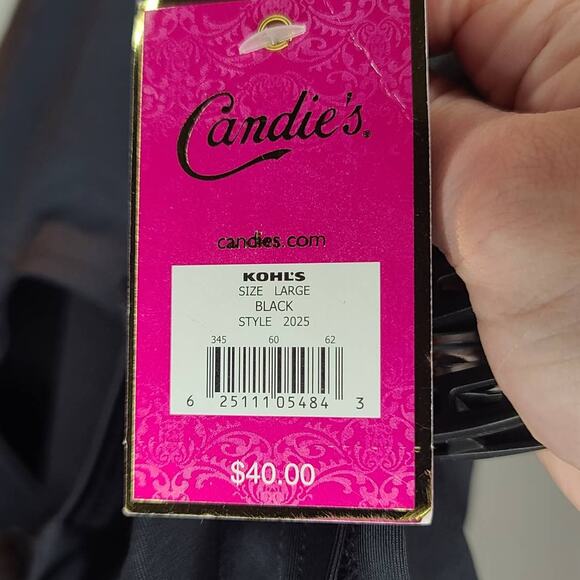 Candie's®
candies.com
KOHL'S
SIZE LARGE
BLACK
STYLE 2025
345 60 62
6 25111 05484 3
$40.00